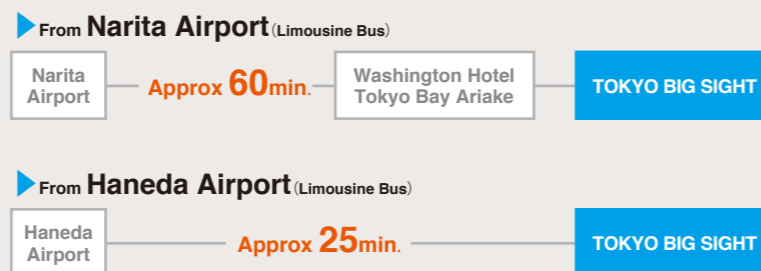 From Narita Airport (Limousine Bus)
Narita
Airport
Approx 60min.
Washington Hotel
Tokyo Bay Ariake
TOKYO BIG SIGHT
From Haneda Airport (Limousine Bus)
Haneda
Airport
Approx 25min.
TOKYO BIG SIGHT